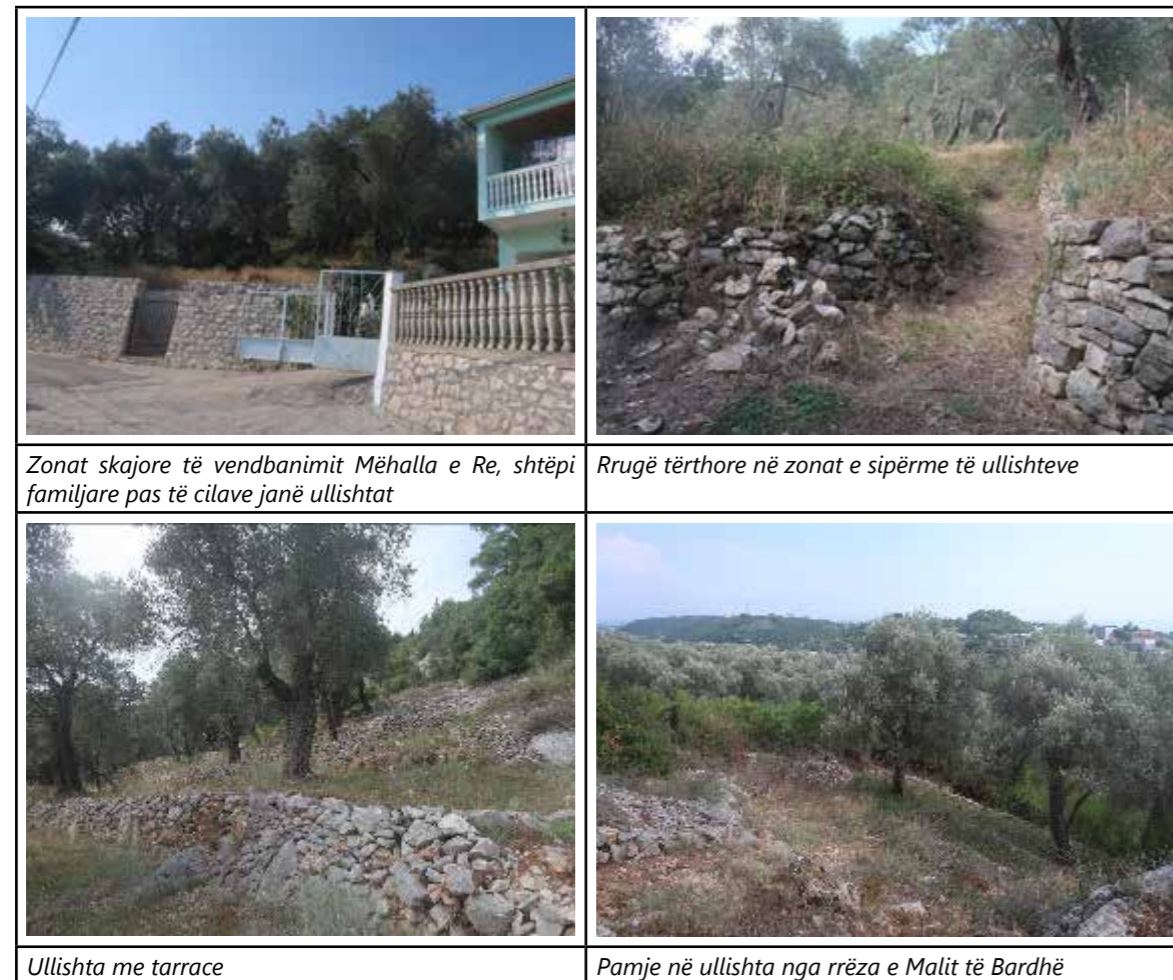 Zonat skajore të vendbanimit Mëhalla e Re, shtëpi
familjare pas të cilave janë ullishtat
Rrugë tërthore në zonat e sipërme të ullishteve
Ullishta me tarrace
Pamje në ullishta nga rrëza e Malit të Bardhë